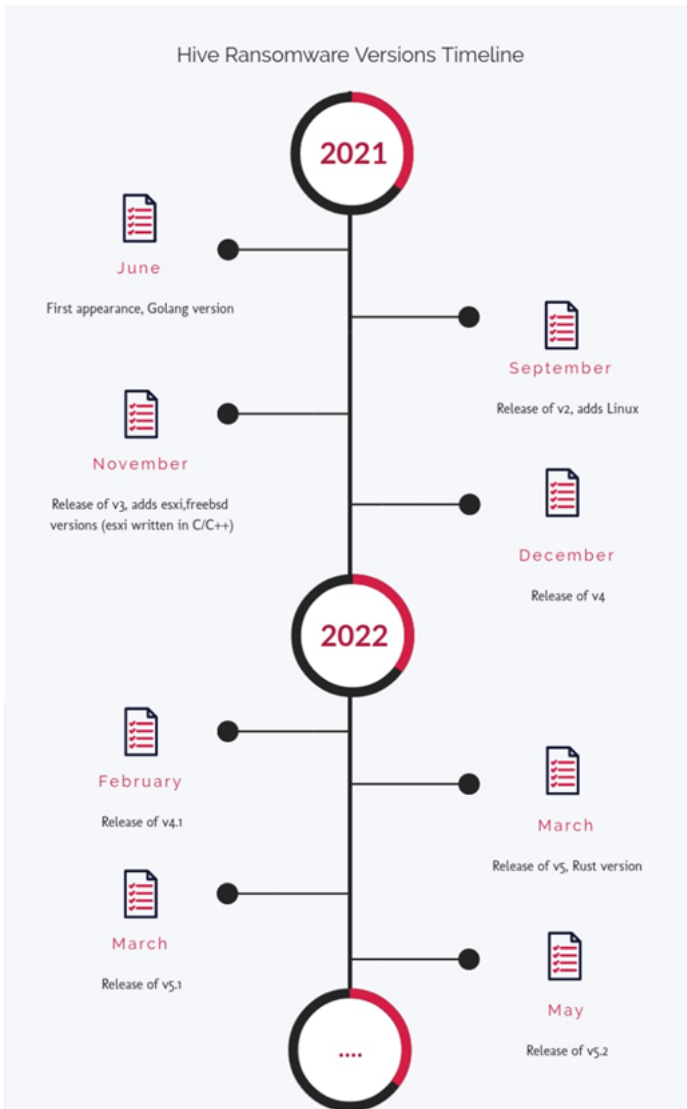 Hive Ransomware Versions Timeline
2021
June
First appearance, Golang version
September
Release of v2, adds Linux
November
Release of v3, adds esxi,freebsd
versions (esxi written in C/C++)
December
Release of v4
2022
February
Release of v4.1
March
Release of v5, Rust version
March
Release of v5.1
May
Release of v5.2
....